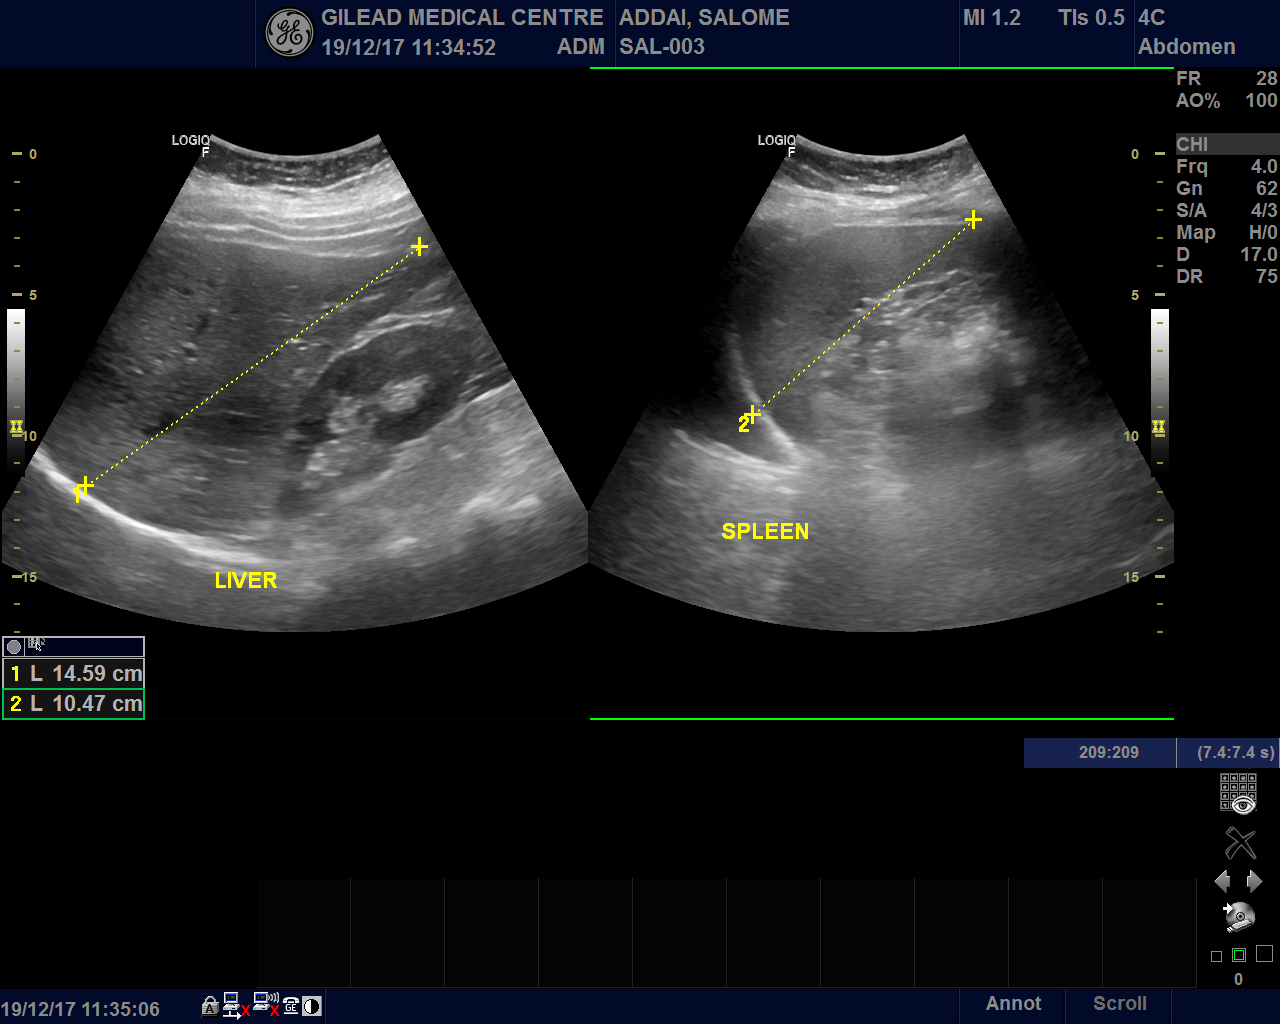 GILEAD MEDICAL CENTRE
19/12/17 11:34:52 ADM
ADDAI, SALOME
SAL-003
MI 1.2 TIs 0.5
4C
Abdomen
FR 28
AO% 100
CHI
Frq 4.0
Gn 62
S/A 4/3
Map H/0
D 17.0
DR 75
LOGIQ
F
0
5
10
15
1
LIVER
LOGIQ
F
0
5
10
15
2
SPLEEN
1 L 14.59 cm
2 L 10.47 cm
209:209 (7.4:7.4 s)
0
19/12/17 11:35:06
Annot
Scroll